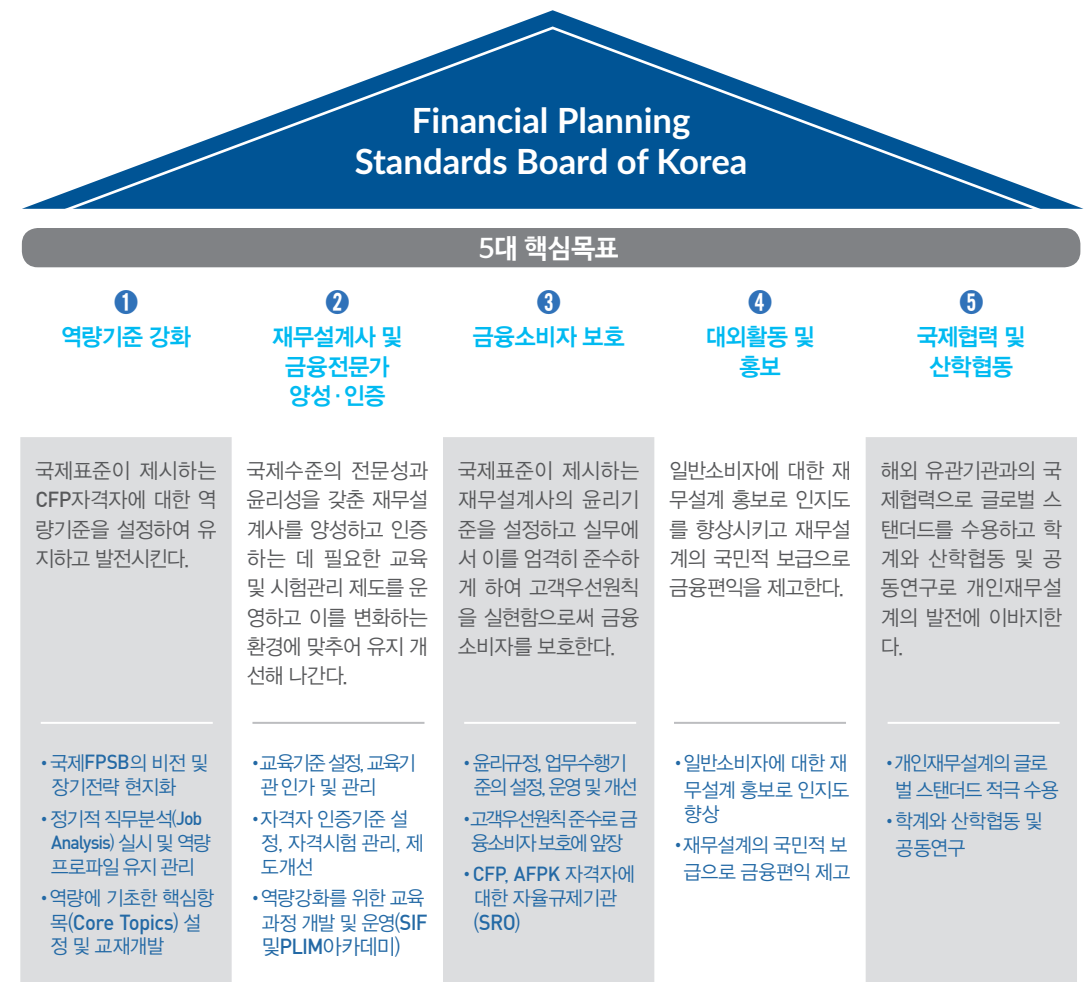 Financial Planning
Standards Board of Korea
5대 핵심목표
❶
역량기준 강화
❷
재무설계사 및
금융전문가
양성·인증
❸
금융소비자 보호
❹
대외활동 및
홍보
❺
국제협력 및
산학협동
국제표준이 제시하는
CFP자격자에 대한 역
량기준을 설정하여 유
지하고 발전시킨다.
국제수준의 전문성과
윤리성을 갖춘 재무설
계사를 양성하고 인증
하는 데 필요한 교육
및 시험관리 제도를 운
영하고 이를 변화하는
환경에 맞추어 유지 개
선해 나간다.
국제표준이 제시하는
재무설계사의 윤리기
준을 설정하고 실무에
서 이를 엄격히 준수하
게 하여 고객우선원칙
을 실현함으로써 금융
소비자를 보호한다.
일반소비자에 대한 재
무설계 홍보로 인지도
를 향상시키고 재무설
계의 국민적 보급으로
금융편익을 제고한다.
해외 유관기관과의 국
제협력으로 글로벌 스
탠더드를 수용하고 학
계와 산학협동 및 공
동연구로 개인재무설
계의 발전에 이바지한
다.
• 국제FPSB의 비전 및
장기전략 현지화
• 정기적 직무분석(Job
Analysis) 실시 및 역량
프로파일 유지 관리
• 역량에 기초한 핵심항
목(Core Topics) 설
정 및 교재개발
• 교육기준 설정, 교육기
관 인가 및 관리
• 자격자 인증기준 설
정, 자격시험 관리, 제
도개선
• 역량강화를 위한 교육
과정 개발 및 운영(SIF
및PLIM아카데미)
• 윤리규정, 업무수행기
준의 설정, 운영 및 개선
• 고객우선원칙 준수로 금
융소비자 보호에 앞장
• CFP, AFPK 자격자에
대한 자율규제기관
(SRO)
• 일반소비자에 대한 재
무설계 홍보로 인지도
향상
• 재무설계의 국민적 보
급으로 금융편익 제고
• 개인재무설계의 글로
벌 스탠더드 적극 수용
• 학계와 산학협동 및
공동연구